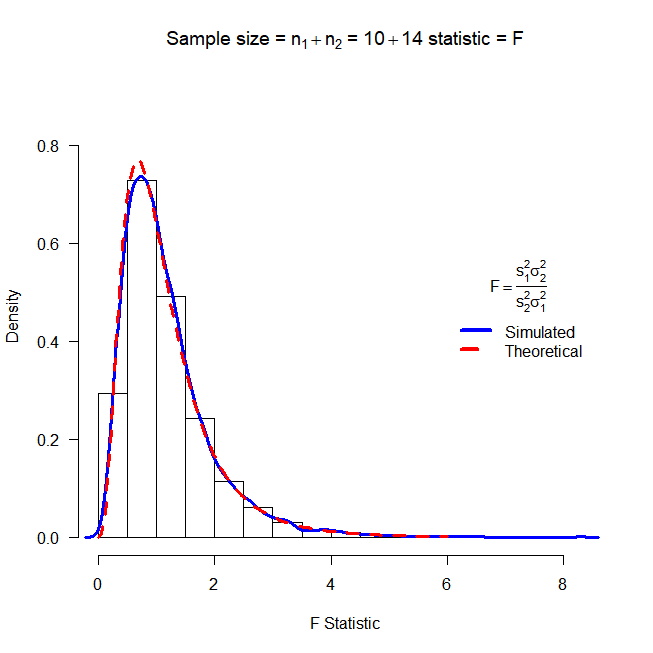 Sample size = n₁ + n₂ = 10 + 14 statistic = F
0.8
0.6
0.4
0.2
0.0
Density
0 2 4 6 8
F Statistic
F = s₁²σ₂² / s₂²σ₁²
Simulated
Theoretical